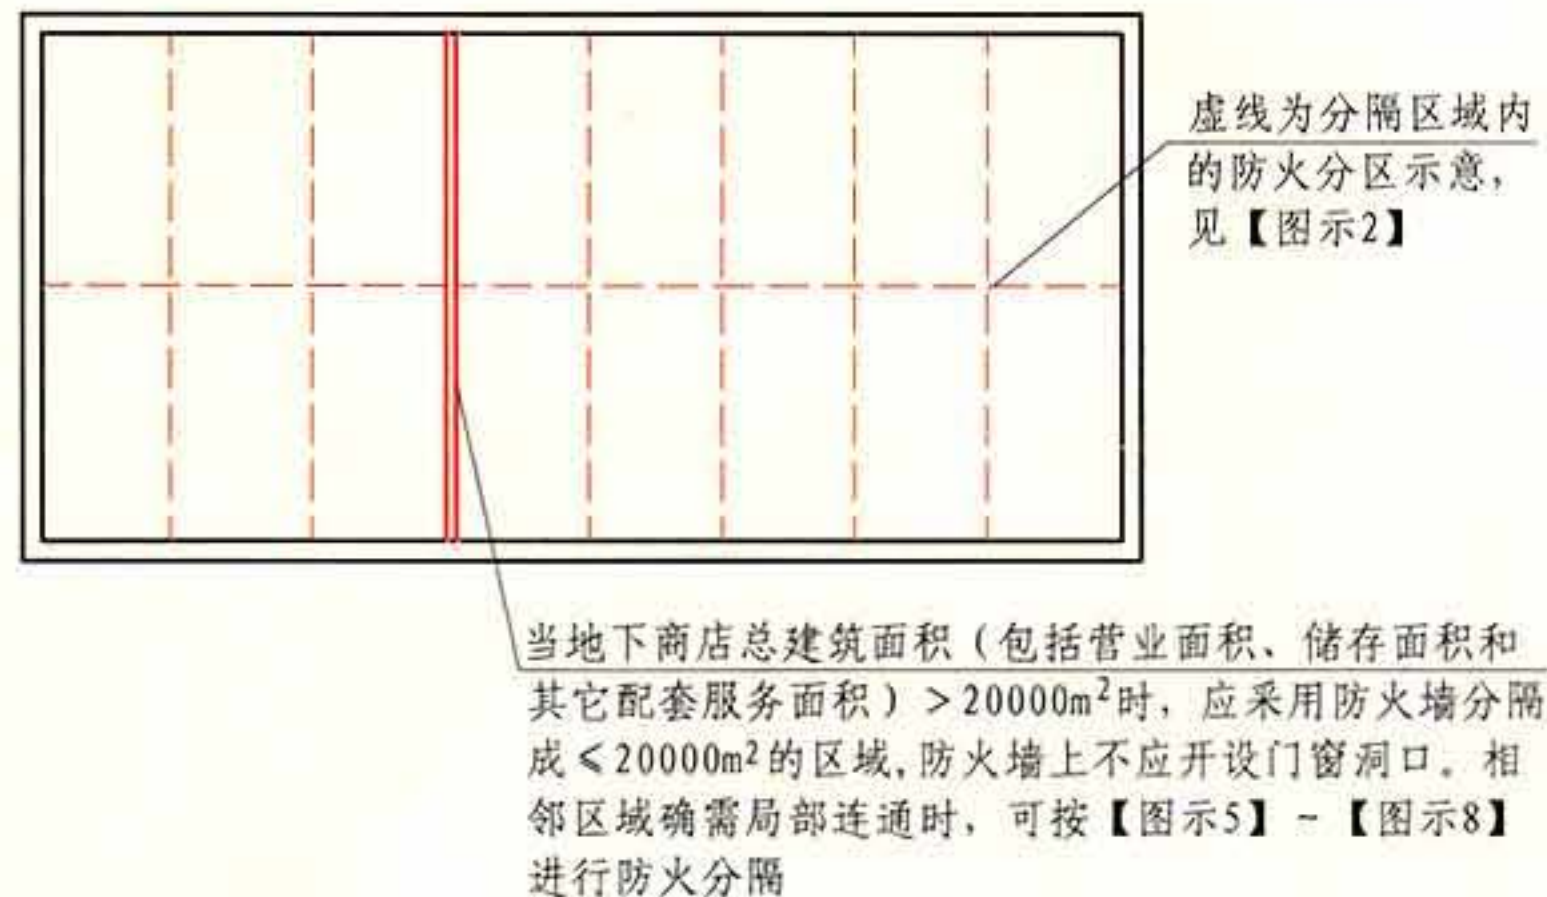 虚线为分隔区域内
的防火分区示意，
见【图示2】
当地下商店总建筑面积（包括营业面积、储存面积和
其它配套服务面积）＞20000m²时，应采用防火墙分隔
成≤20000m²的区域,防火墙上不应开设门窗洞口。相
邻区域确需局部连通时，可按【图示5】~【图示8】
进行防火分隔